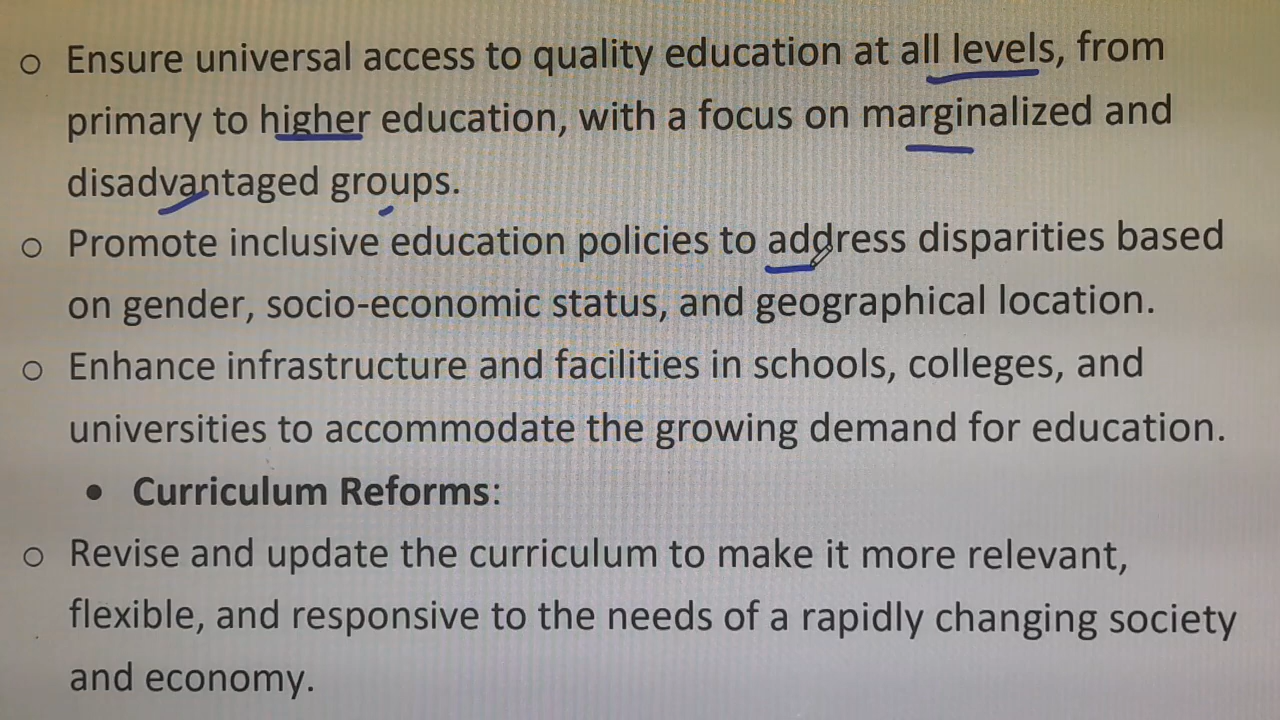 ○ Ensure universal access to quality education at all levels, from
primary to higher education, with a focus on marginalized and
disadvantaged groups.
○ Promote inclusive education policies to address disparities based
on gender, socio-economic status, and geographical location.
○ Enhance infrastructure and facilities in schools, colleges, and
universities to accommodate the growing demand for education.
• Curriculum Reforms:
○ Revise and update the curriculum to make it more relevant,
flexible, and responsive to the needs of a rapidly changing society
and economy.